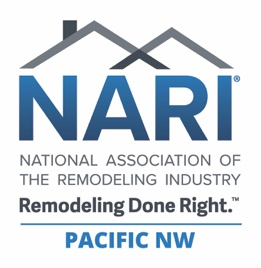 NARI®
NATIONAL ASSOCIATION OF
THE REMODELING INDUSTRY
Remodeling Done Right.™
PACIFIC NW